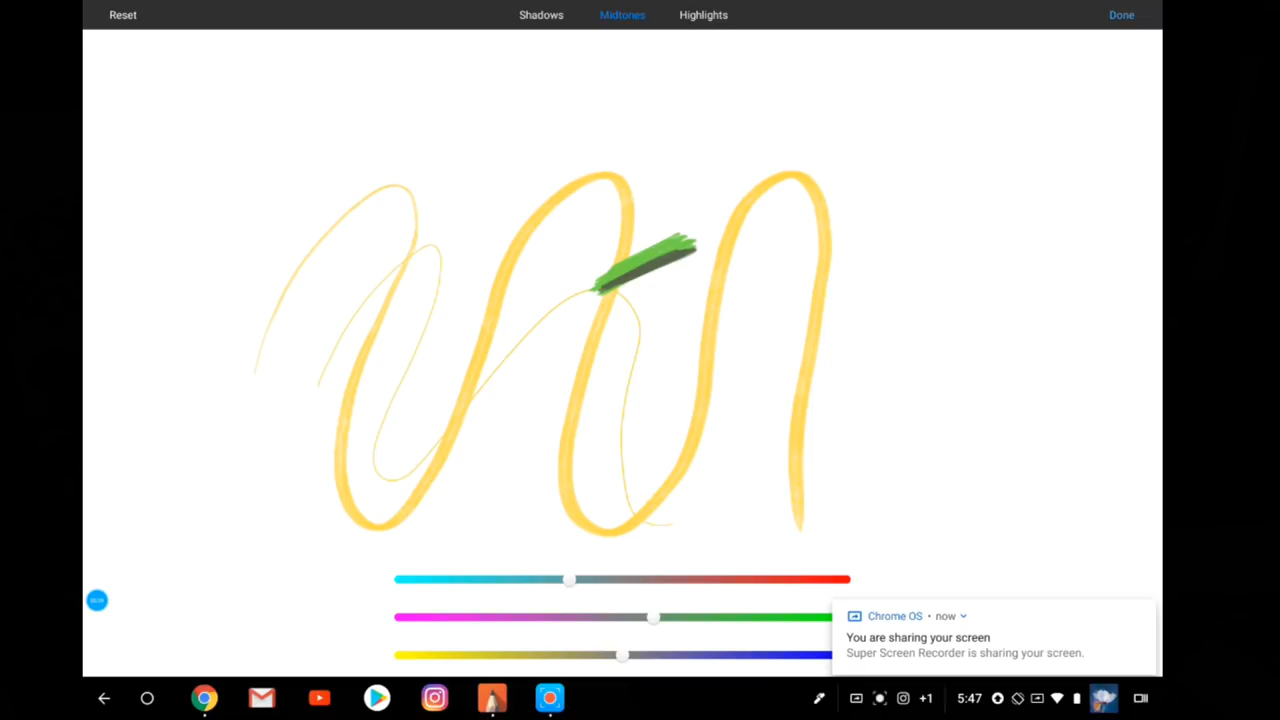 Reset Shadows Midtones Highlights Done
Chrome OS • now
You are sharing your screen
Super Screen Recorder is sharing your screen.
+1 5:47